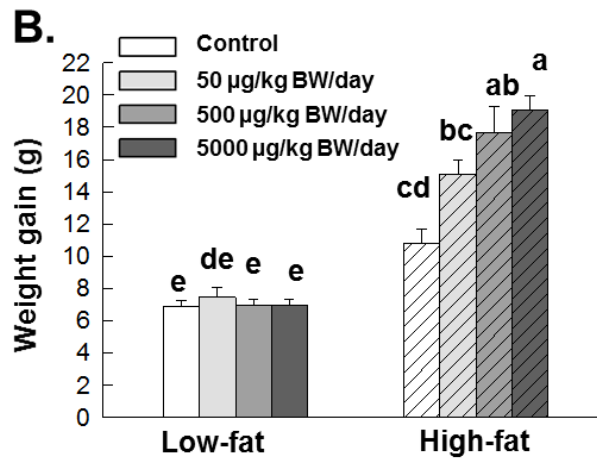 B.
Control
50 µg/kg BW/day
500 µg/kg BW/day
5000 µg/kg BW/day
Weight gain (g)
22
20
18
16
14
12
10
8
6
4
2
0
e
de
e
e
cd
bc
ab
a
Low-fat
High-fat